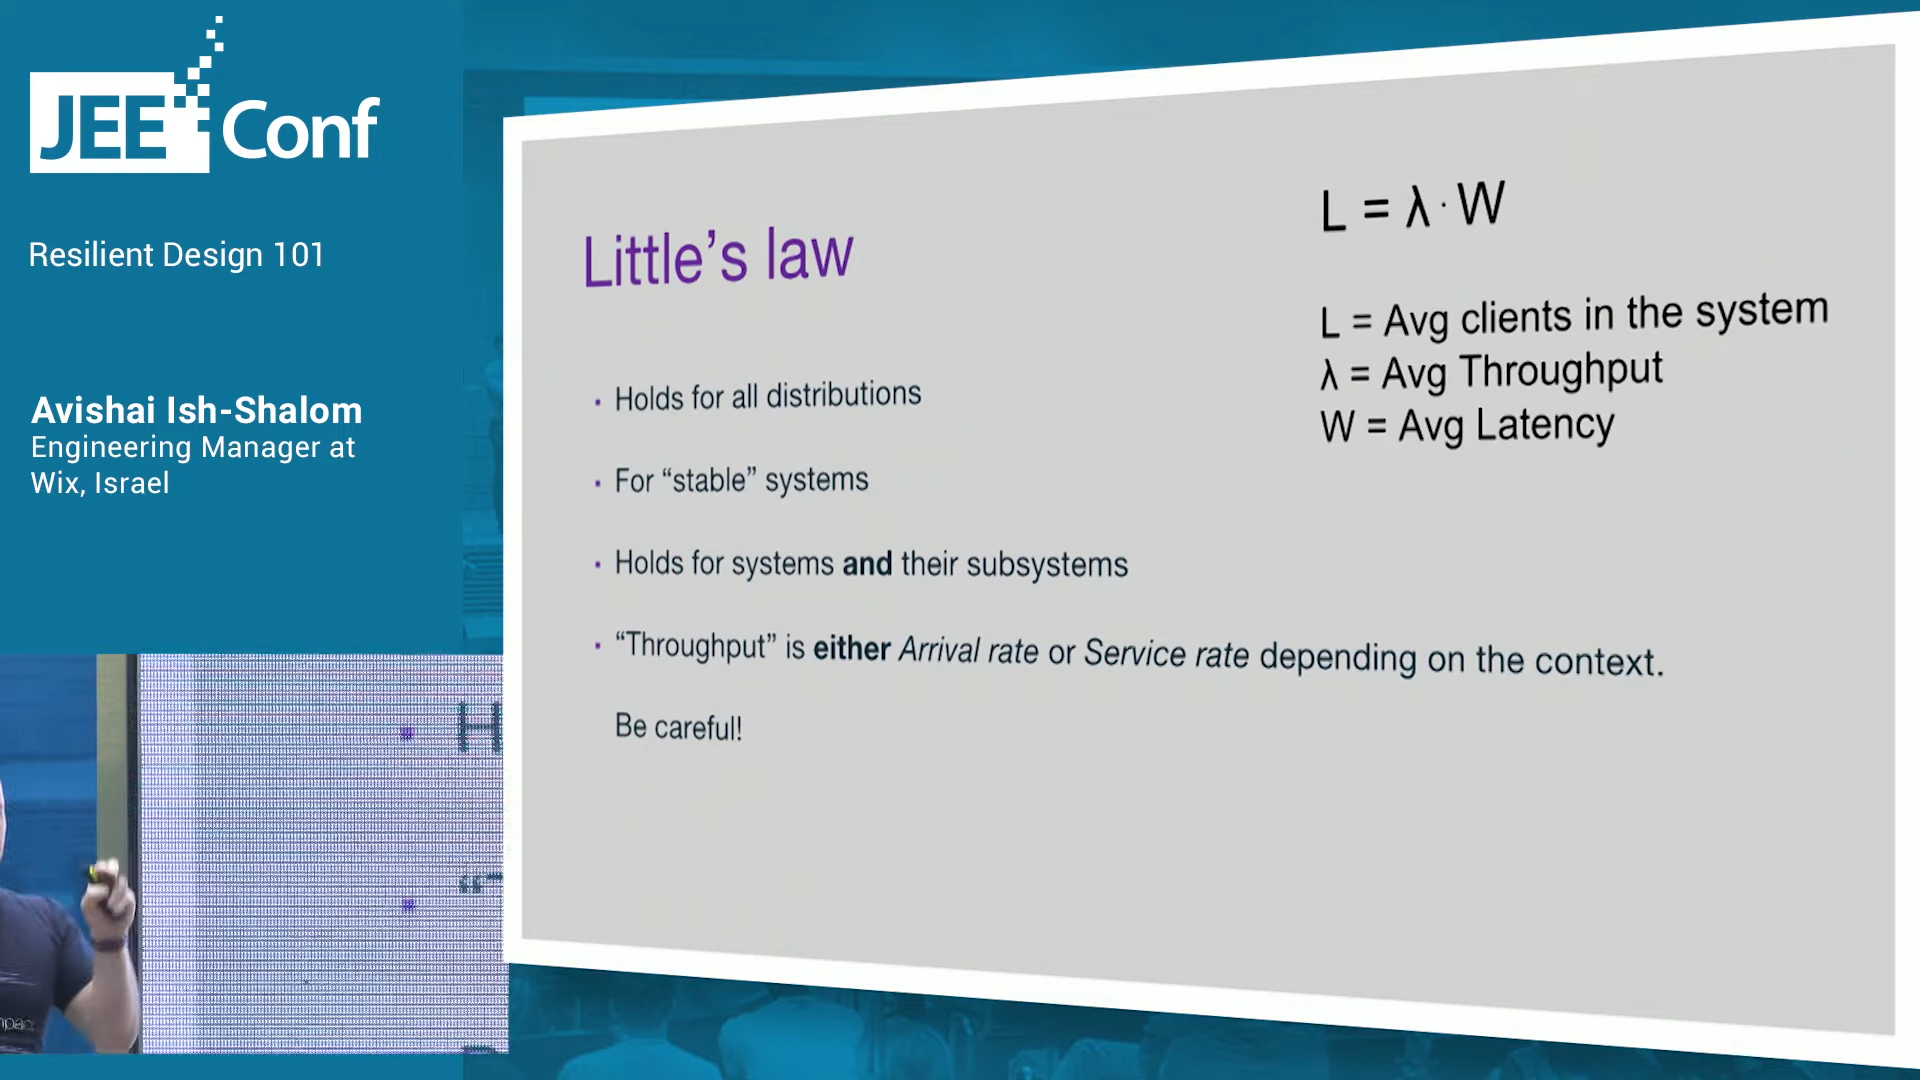 JEE Conf
Resilient Design 101
Avishai Ish-Shalom
Engineering Manager at
Wix, Israel
Little’s law
• Holds for all distributions
• For “stable” systems
• Holds for systems and their subsystems
• “Throughput” is either Arrival rate or Service rate depending on the context.
Be careful!
L = λ · W
L = Avg clients in the system
λ = Avg Throughput
W = Avg Latency